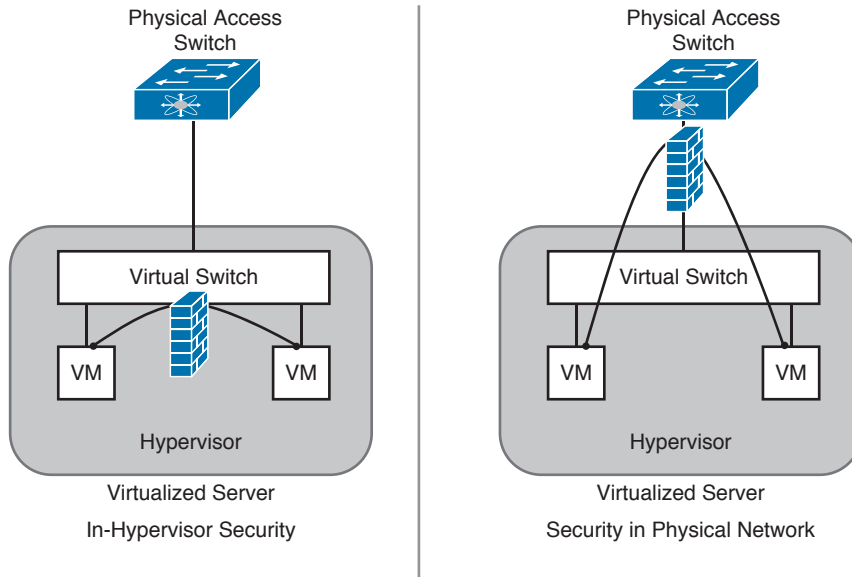 Physical Access
Switch
Virtual Switch
VM
VM
Hypervisor
Virtualized Server
In-Hypervisor Security
Physical Access
Switch
Virtual Switch
VM
VM
Hypervisor
Virtualized Server
Security in Physical Network